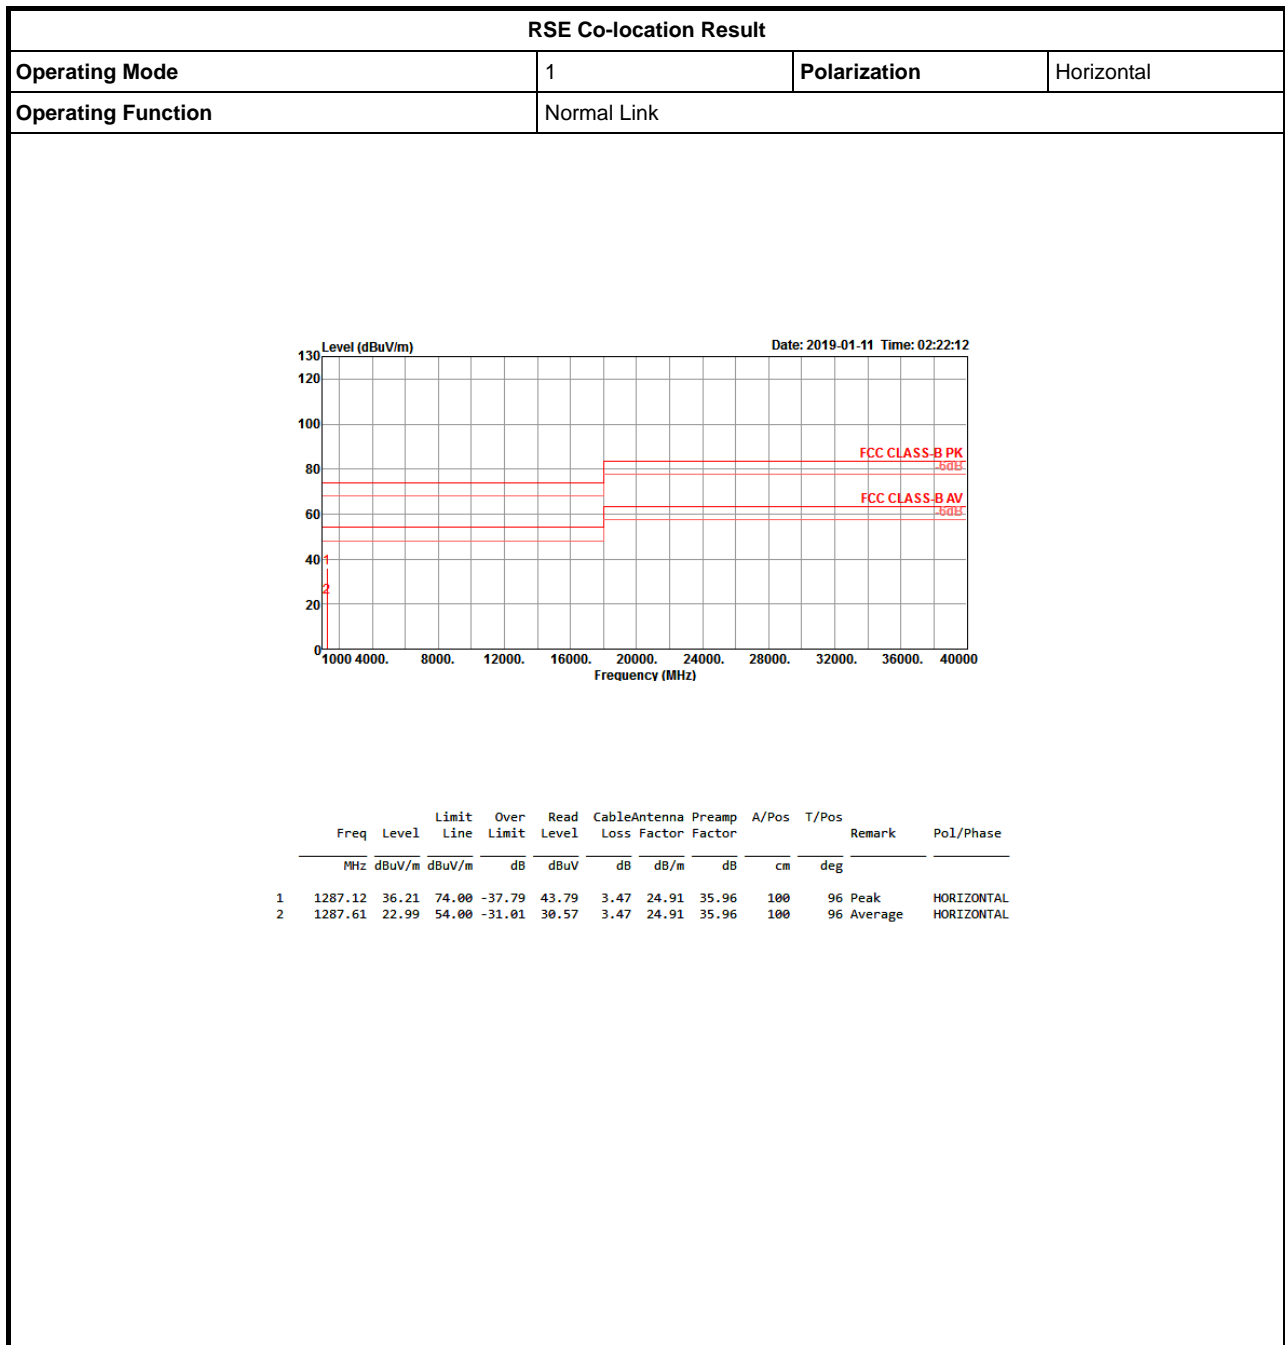 RSE Co-location Result
Operating Mode 1 Polarization Horizontal
Operating Function Normal Link
Level (dBuV/m) Date: 2019-01-11 Time: 02:22:12
130
120
100
FCC CLASS-B PK
80 -6dB
FCC CLASS-B AV
60 -6dB
40 1
2
20
0
1000 4000. 8000. 12000. 16000. 20000. 24000. 28000. 32000. 36000. 40000
Frequency (MHz)
Limit Over Read CableAntenna Preamp A/Pos T/Pos
Freq Level Line Limit Level Loss Factor Factor Remark Pol/Phase
MHz dBuV/m dBuV/m dB dBuV dB dB/m dB cm deg
1 1287.12 36.21 74.00 -37.79 43.79 3.47 24.91 35.96 100 96 Peak HORIZONTAL
2 1287.61 22.99 54.00 -31.01 30.57 3.47 24.91 35.96 100 96 Average HORIZONTAL